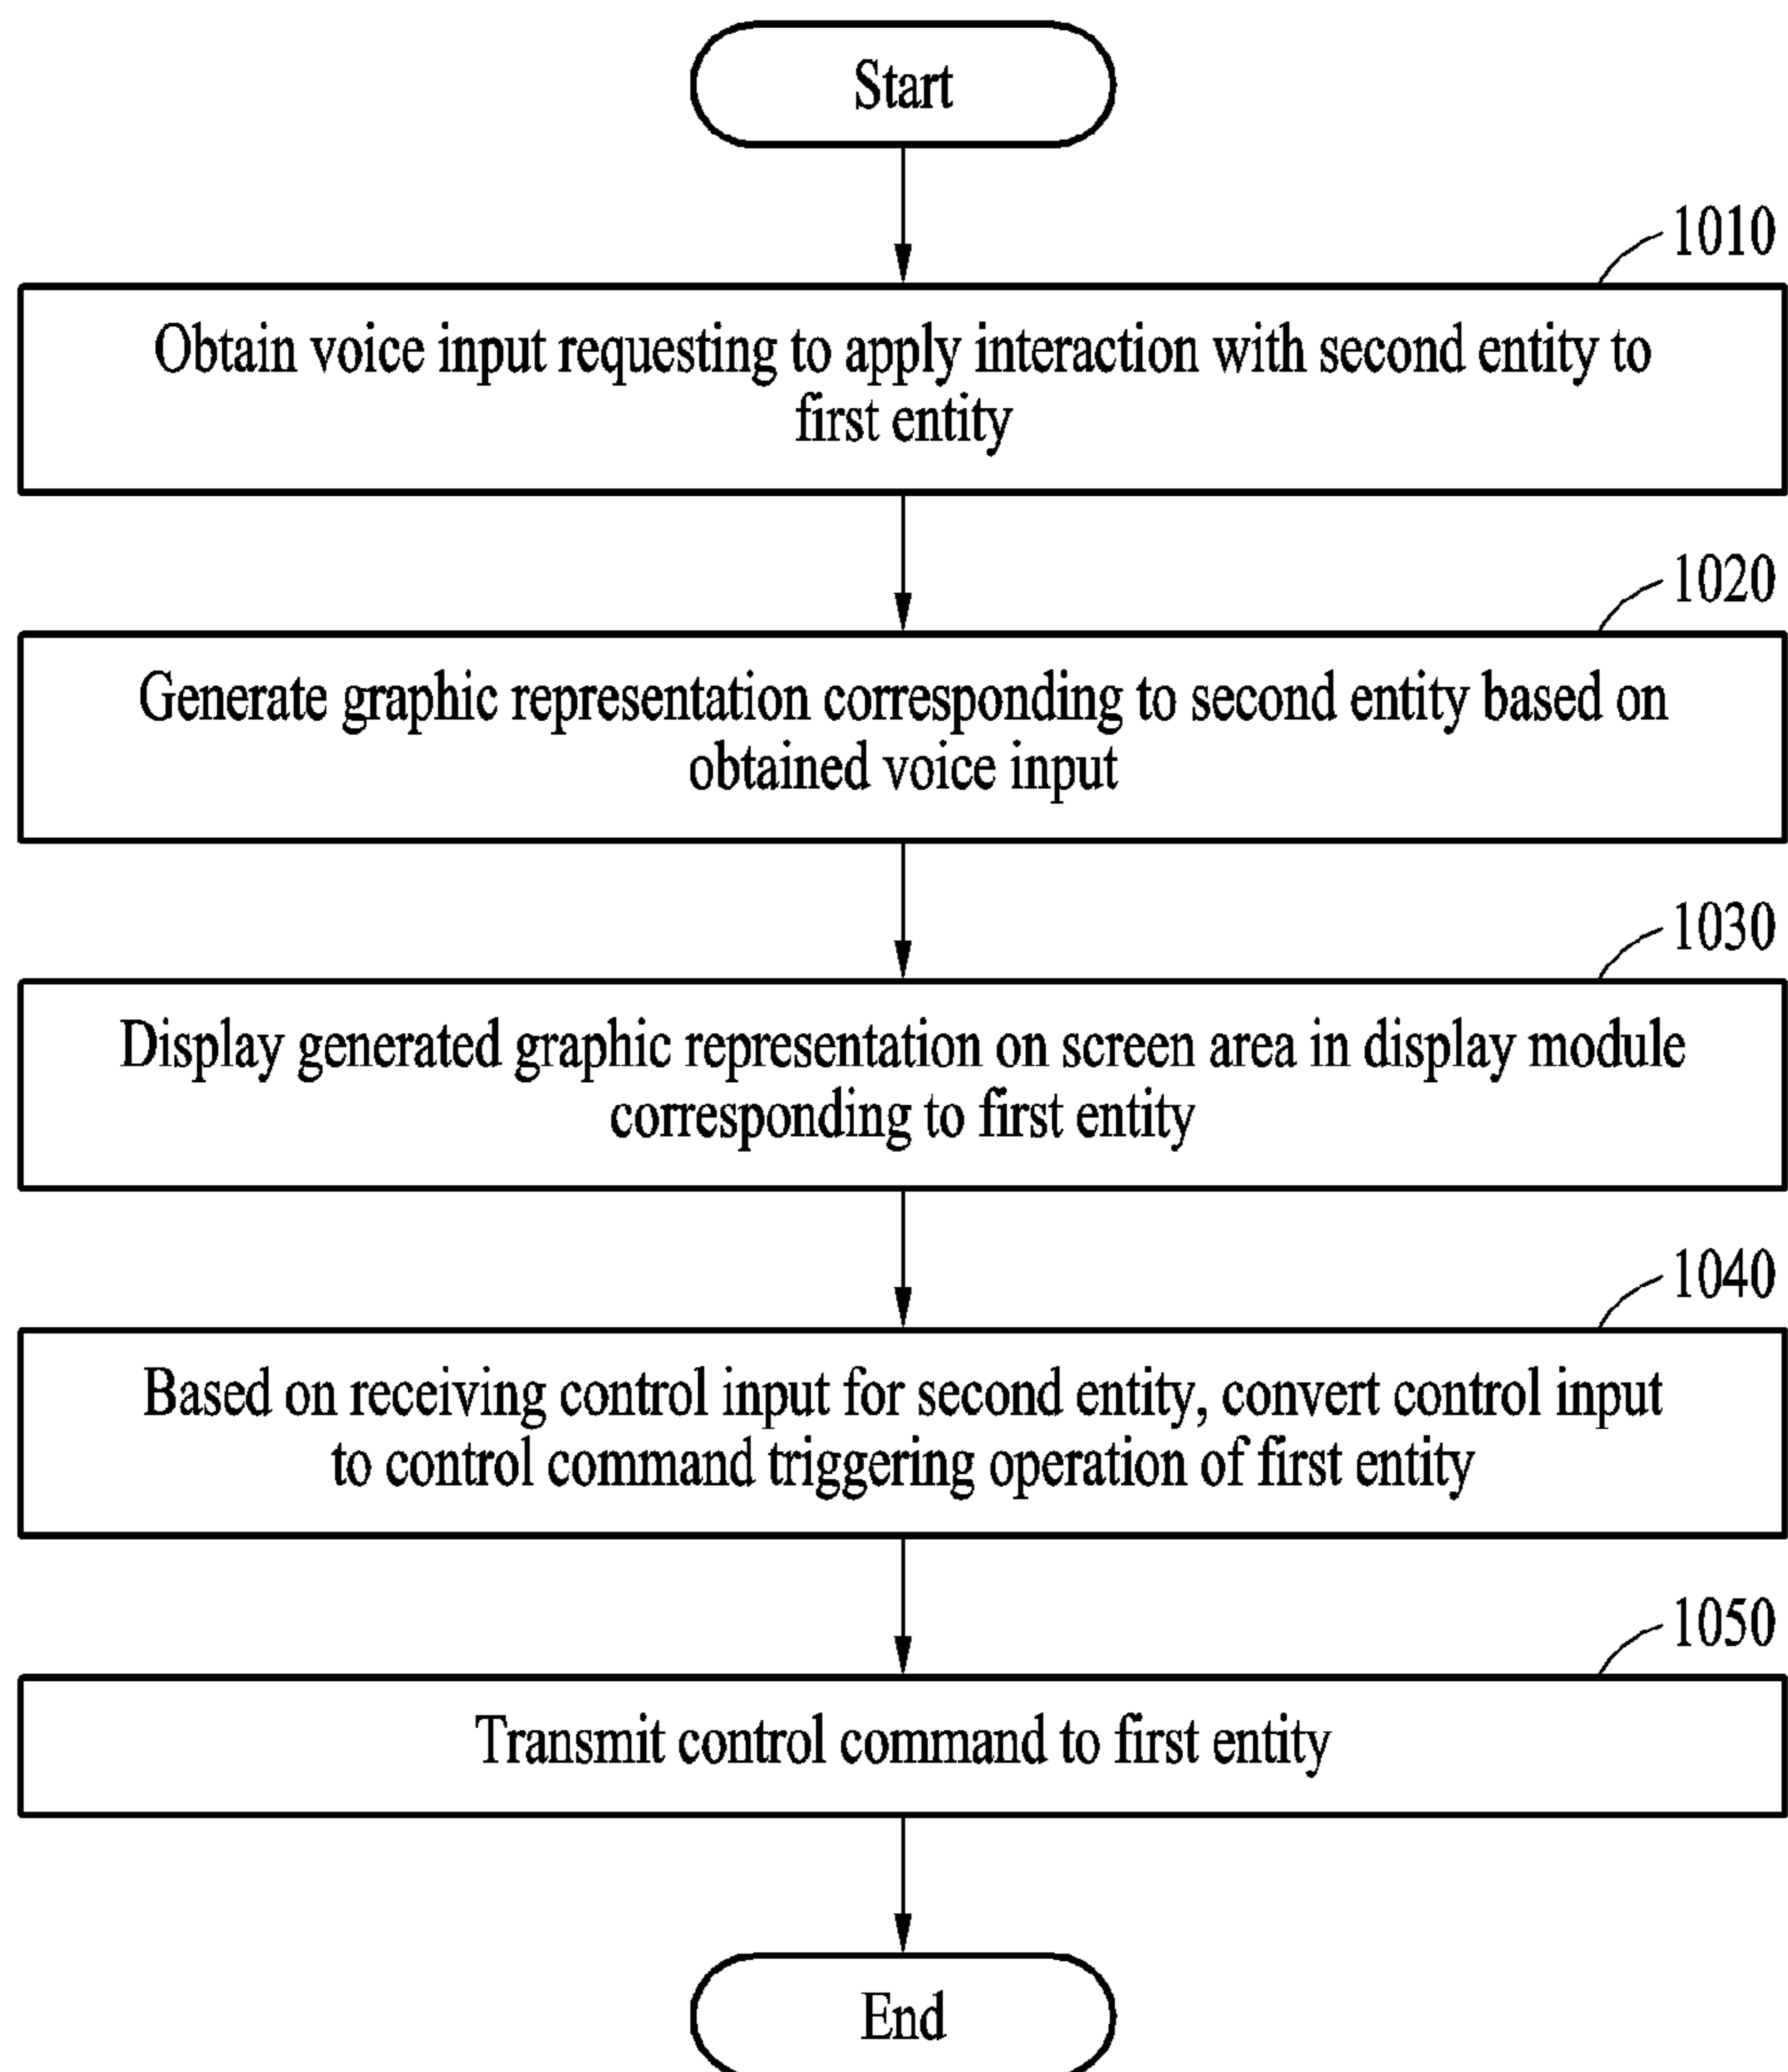 Start
1010
Obtain voice input requesting to apply interaction with second entity to
first entity
1020
Generate graphic representation corresponding to second entity based on
obtained voice input
1030
Display generated graphic representation on screen area in display module
corresponding to first entity
1040
Based on receiving control input for second entity, convert control input
to control command triggering operation of first entity
1050
Transmit control command to first entity
End